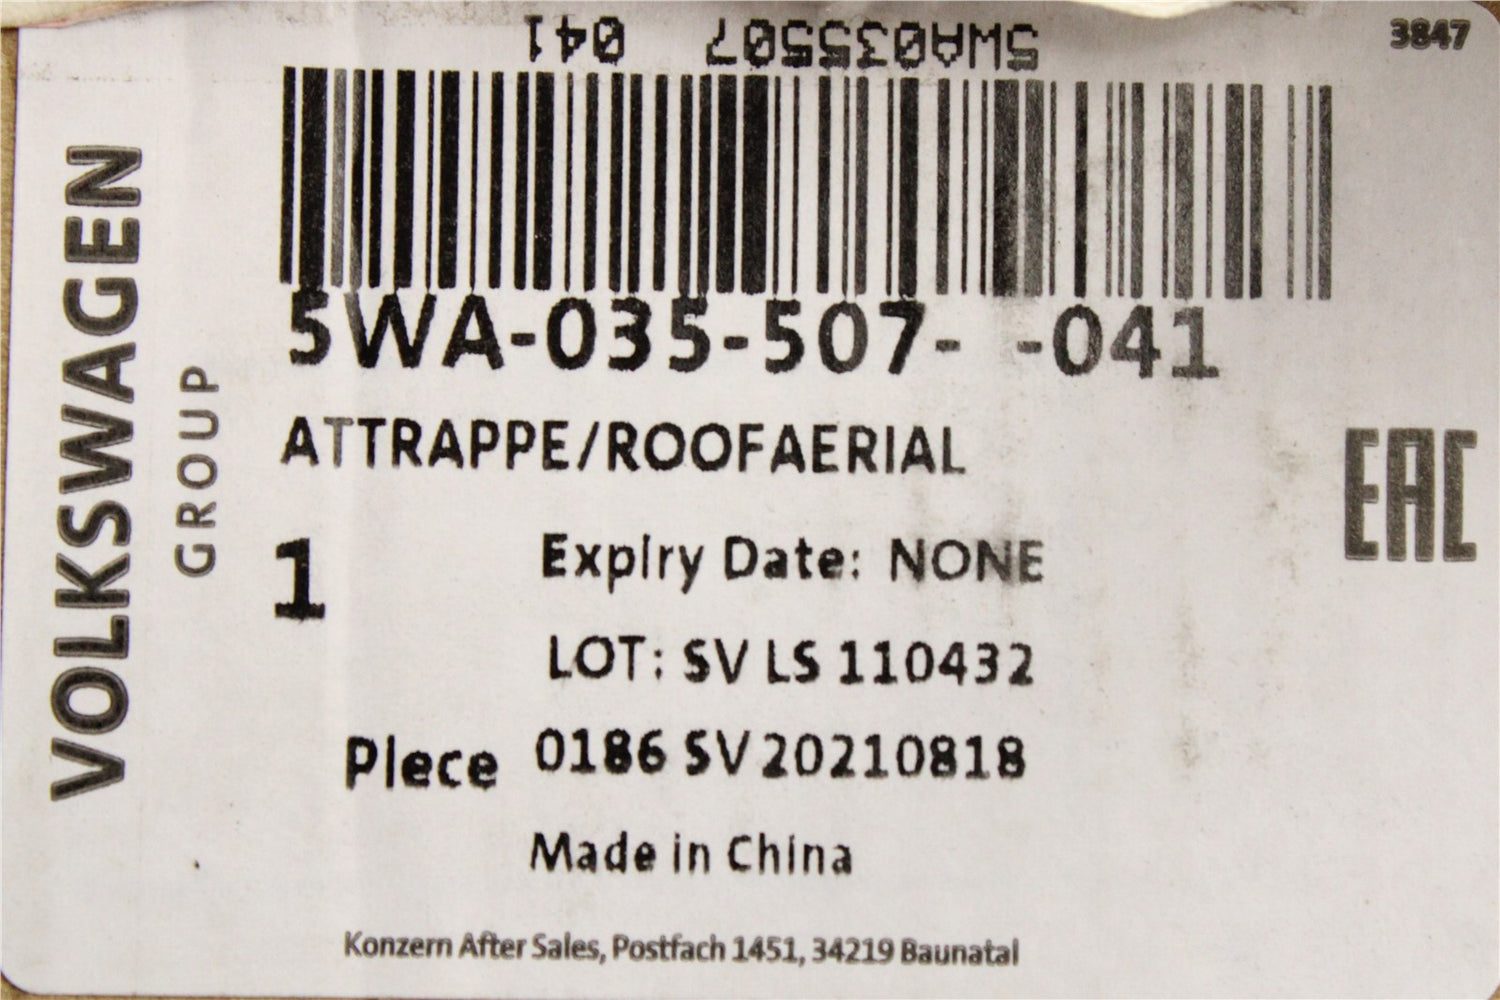 5WA035507 041
3847
VOLKSWAGEN
GROUP
5WA-035-507- -041
ATTRAPPE/ROOFAERIAL
EAC
1
Expiry Date: NONE
LOT: SV LS 110432
Piece
0186 SV 20210818
Made in China
Konzern After Sales, Postfach 1451, 34219 Baunatal